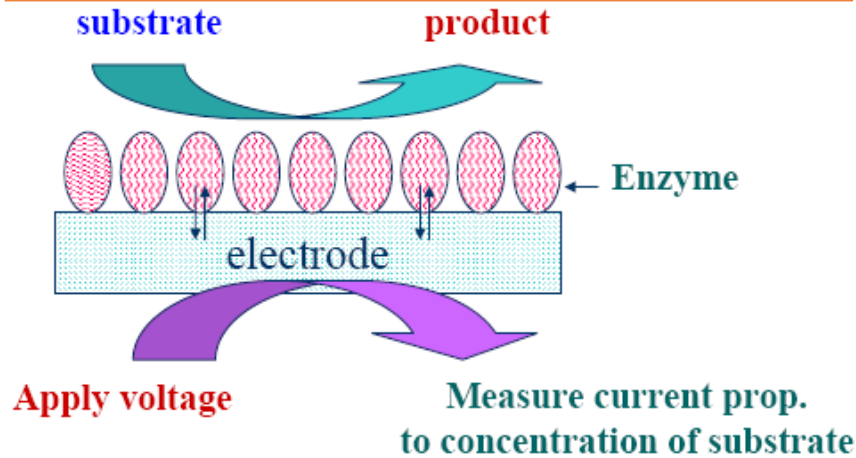 substrate
product
Enzyme
electrode
Apply voltage
Measure current prop.
to concentration of substrate